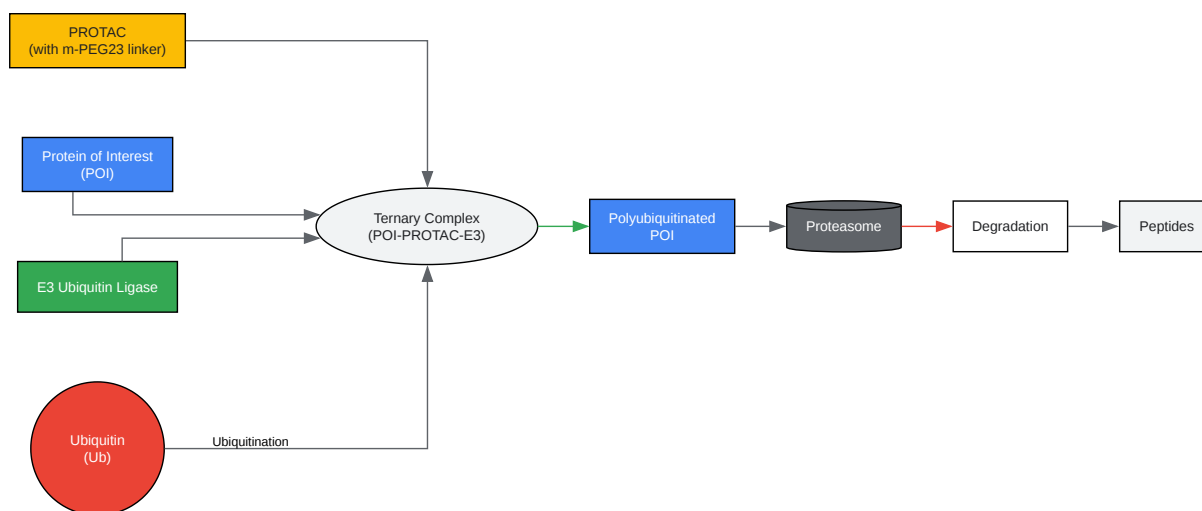 PROTAC
(with m-PEG23 linker)
Protein of Interest
(POI)
E3 Ubiquitin Ligase
Ubiquitin
(Ub)
Ubiquitination
Ternary Complex
(POI-PROTAC-E3)
Polyubiquitinated
POI
Proteasome
Degradation
Peptides